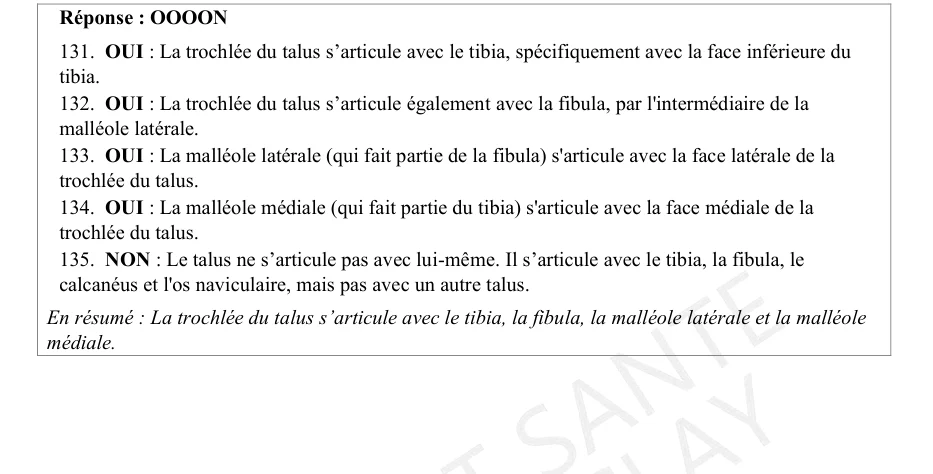 Réponse : OOOON
131. OUI : La trochlée du talus s’articule avec le tibia, spécifiquement avec la face inférieure du
tibia.
132. OUI : La trochlée du talus s’articule également avec la fibula, par l'intermédiaire de la
malléole latérale.
133. OUI : La malléole latérale (qui fait partie de la fibula) s'articule avec la face latérale de la
trochlée du talus.
134. OUI : La malléole médiale (qui fait partie du tibia) s'articule avec la face médiale de la
trochlée du talus.
135. NON : Le talus ne s’articule pas avec lui-même. Il s’articule avec le tibia, la fibula, le
calcanéus et l'os naviculaire, mais pas avec un autre talus.
En résumé : La trochlée du talus s’articule avec le tibia, la fibula, la malléole latérale et la malléole
médiale.
T SANTE
LAY